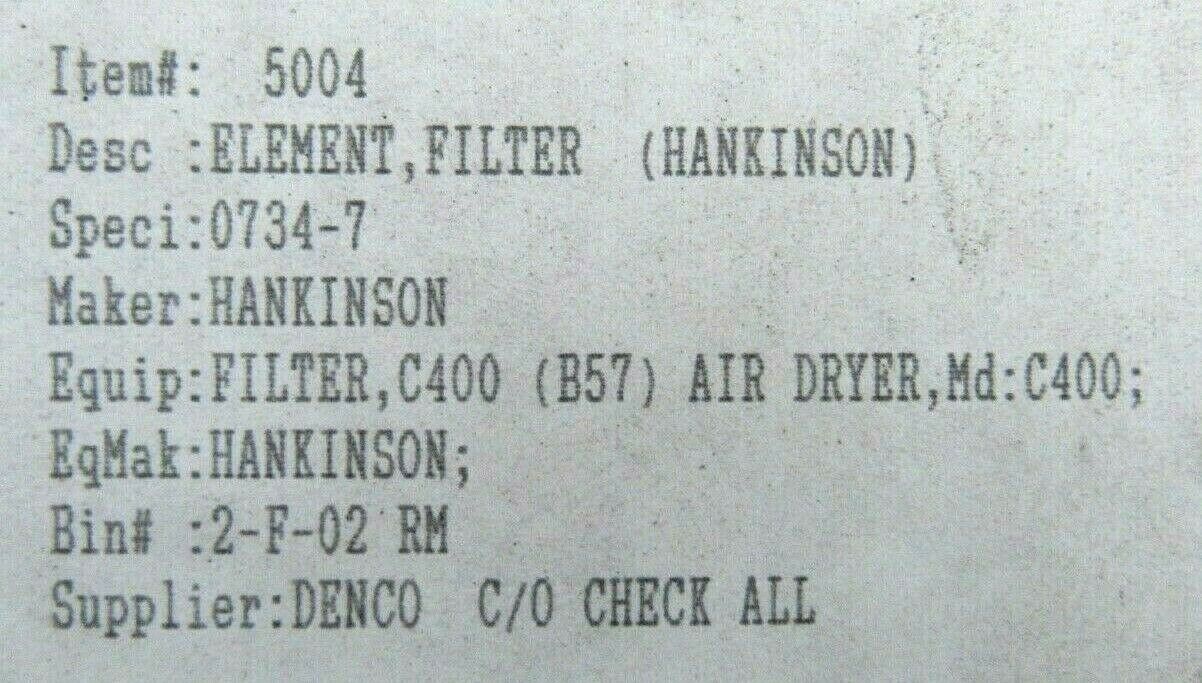 Item#:  5004
Desc :ELEMENT,FILTER  (HANKINSON)
Speci:0734-7
Maker:HANKINSON
Equip:FILTER,C400 (B57) AIR DRYER,Md:C400;
EqMak:HANKINSON;
Bin# :2-F-02 RM
Supplier:DENCO  C/O CHECK ALL